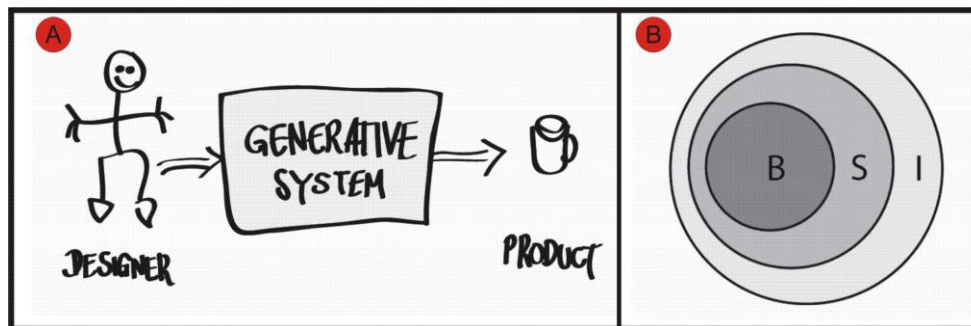 A
GENERATIVE
SYSTEM
DESIGNER
PRODUCT
B
B S I